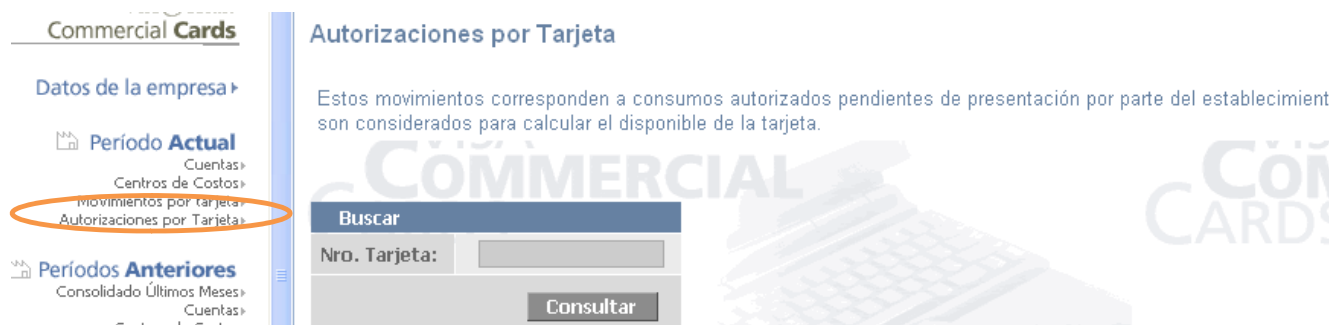 Commercial Cards
Datos de la empresa
Período Actual
Cuentas
Centros de Costos
Movimientos por tarjeta
Autorizaciones por Tarjeta
Períodos Anteriores
Consolidado Últimos Meses
Cuentas
Autorizaciones por Tarjeta
Estos movimientos corresponden a consumos autorizados pendientes de presentación por parte del establecimient
son considerados para calcular el disponible de la tarjeta.
VISA
COMMERCIAL
Buscar
Nro. Tarjeta:
Consultar
CARDS